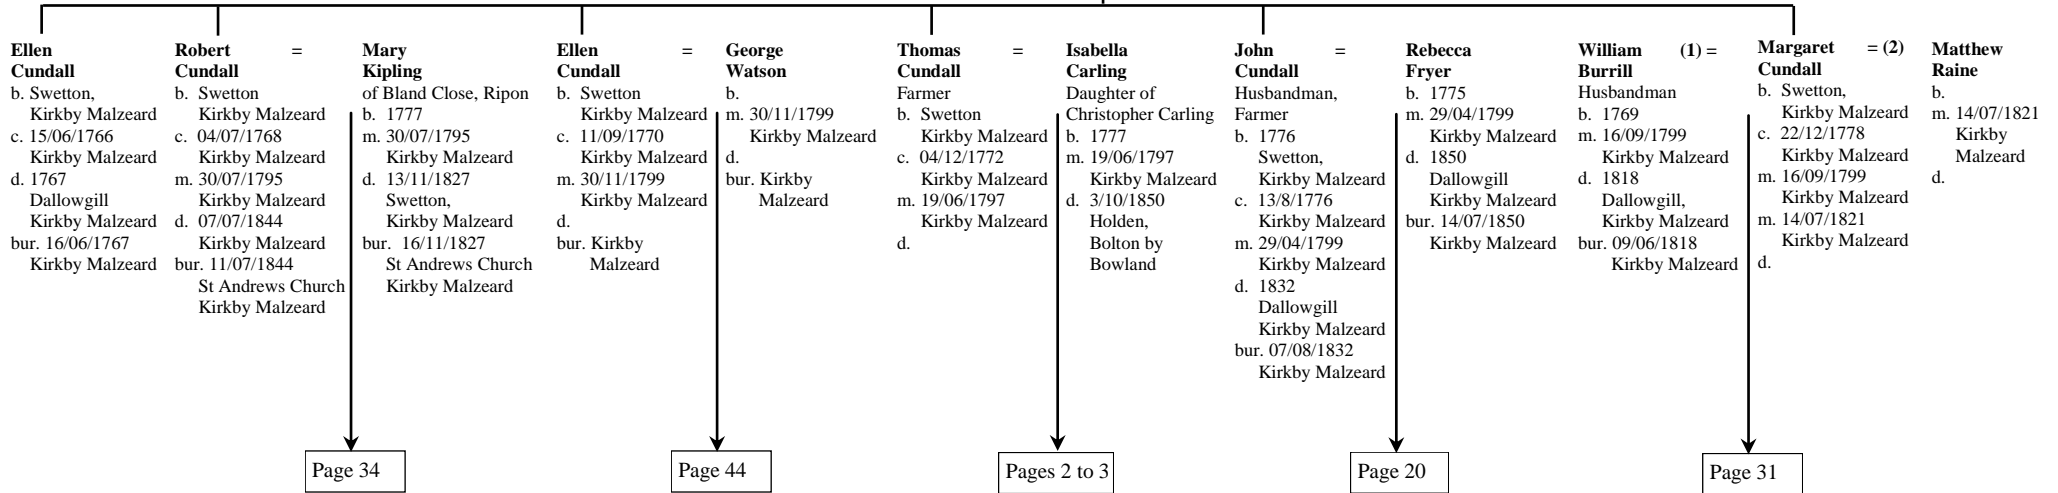 Ellen
Cundall
b. Swetton,
Kirkby Malzeard
c. 15/06/1766
Kirkby Malzeard
d. 1767
Dallowgill
Kirkby Malzeard
bur. 16/06/1767
Kirkby Malzeard
Robert =
Cundall
b. Swetton
Kirkby Malzeard
c. 04/07/1768
Kirkby Malzeard
m. 30/07/1795
Kirkby Malzeard
d. 07/07/1844
Kirkby Malzeard
bur. 11/07/1844
St Andrews Church
Kirkby Malzeard
Mary
Kipling
of Bland Close, Ripon
b. 1777
m. 30/07/1795
Kirkby Malzeard
d. 13/11/1827
Swetton,
Kirkby Malzeard
bur. 16/11/1827
St Andrews Church
Kirkby Malzeard
Page 34
Ellen =
Cundall
b. Swetton
Kirkby Malzeard
c. 11/09/1770
Kirkby Malzeard
m. 30/11/1799
Kirkby Malzeard
d.
bur. Kirkby
Malzeard
George
Watson
b.
m. 30/11/1799
Kirkby Malzeard
d.
bur. Kirkby
Malzeard
Page 44
Thomas =
Cundall
Farmer
b. Swetton
Kirkby Malzeard
c. 04/12/1772
Kirkby Malzeard
m. 19/06/1797
Kirkby Malzeard
d.
Isabella
Carling
Daughter of
Christopher Carling
b. 1777
m. 19/06/1797
Kirkby Malzeard
d. 3/10/1850
Holden,
Bolton by
Bowland
Pages 2 to 3
John =
Cundall
Husbandman,
Farmer
b. 1776
Swetton,
Kirkby Malzeard
c. 13/8/1776
Kirkby Malzeard
m. 29/04/1799
Kirkby Malzeard
d. 1832
Dallowgill
Kirkby Malzeard
bur. 07/08/1832
Kirkby Malzeard
Rebecca
Fryer
b. 1775
m. 29/04/1799
Kirkby Malzeard
d. 1850
Dallowgill
Kirkby Malzeard
bur. 14/07/1850
Kirkby Malzeard
Page 20
William (1) =
Burrill
Husbandman
b. 1769
m. 16/09/1799
Kirkby Malzeard
d. 1818
Dallowgill,
Kirkby Malzeard
bur. 09/06/1818
Kirkby Malzeard
Margaret = (2)
Cundall
b. Swetton,
Kirkby Malzeard
c. 22/12/1778
Kirkby Malzeard
m. 16/09/1799
Kirkby Malzeard
m. 14/07/1821
Kirkby Malzeard
d.
Page 31
Matthew
Raine
b.
m. 14/07/1821
Kirkby
Malzeard
d.